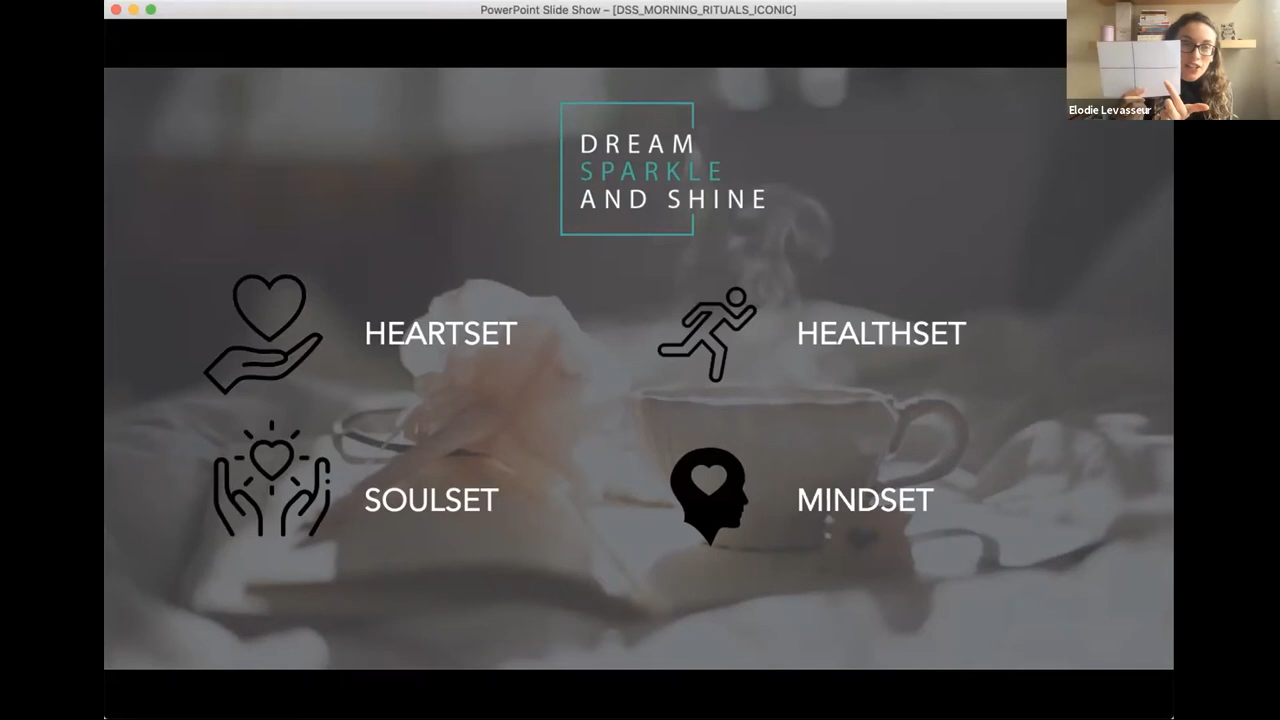 PowerPoint Slide Show – [DSS_MORNING_RITUALS_ICONIC]
Elodie Levasseur
DREAM
SPARKLE
AND SHINE
HEARTSET
HEALTHSET
SOULSET
MINDSET